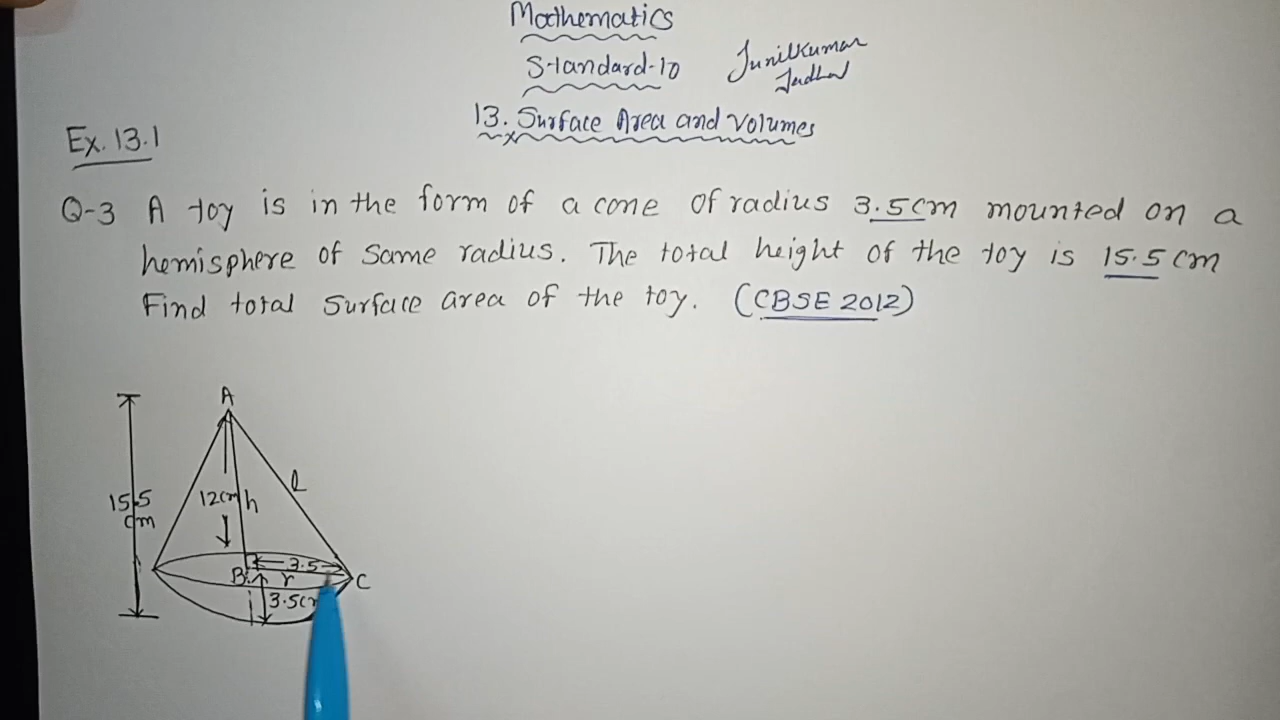 Mathematics
Standard-10
Sunilkumar
Jadhav
13. Surface Area and Volumes
Ex. 13.1
Q-3 A toy is in the form of a cone of radius 3.5cm mounted on a
hemisphere of same radius. The total height of the toy is 15.5 cm
Find total surface area of the toy. (CBSE 2012)
A
l
15.5
cm
12cm h
3.5
B r C
3.5cm